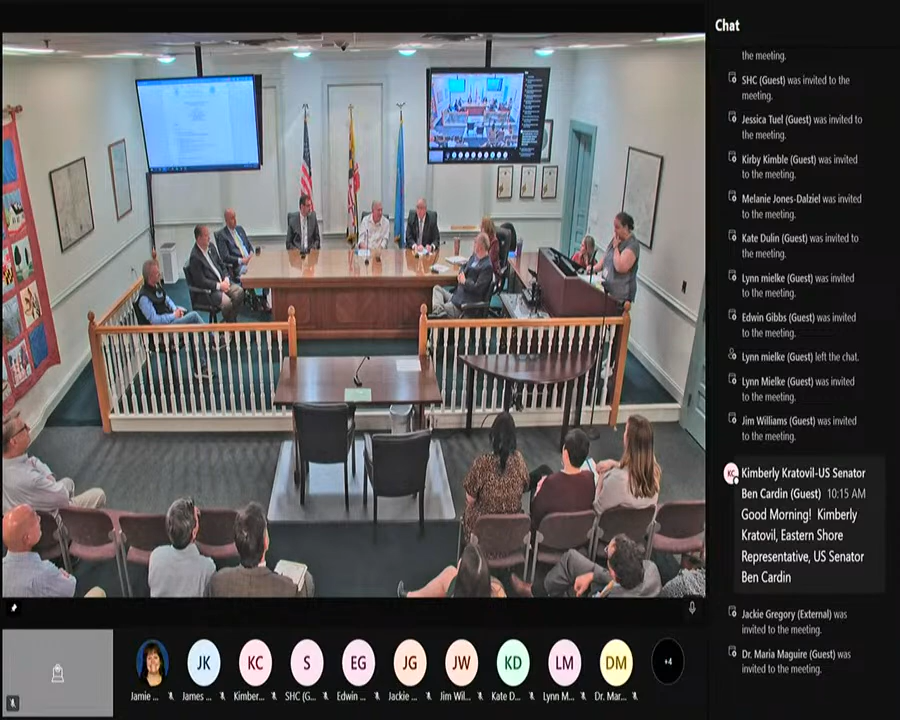 Chat
the meeting.
SHC (Guest) was invited to the
meeting.
Jessica Tuel (Guest) was invited to
the meeting.
Kirby Kimble (Guest) was invited
to the meeting.
Melanie Jones-Dalziel was invited
to the meeting.
Kate Dulin (Guest) was invited to
the meeting.
Lynn mielke (Guest) was invited
to the meeting.
Edwin Gibbs (Guest) was invited
to the meeting.
Lynn mielke (Guest) left the chat.
Lynn Mielke (Guest) was invited
to the meeting.
Jim Williams (Guest) was invited
to the meeting.
KC
Kimberly Kratovil-US Senator
Ben Cardin (Guest) 10:15 AM
Good Morning! Kimberly
Kratovil, Eastern Shore
Representative, US Senator
Ben Cardin
Jackie Gregory (External) was
invited to the meeting.
Dr. Maria Maguire (Guest) was
invited to the meeting.
JK KC S EG JG JW KD LM DM +4
Jamie ... James ... Kimber... SHC (G... Edwin ... Jackie ... Jim Wil... Kate D... Lynn M... Dr. Mar...